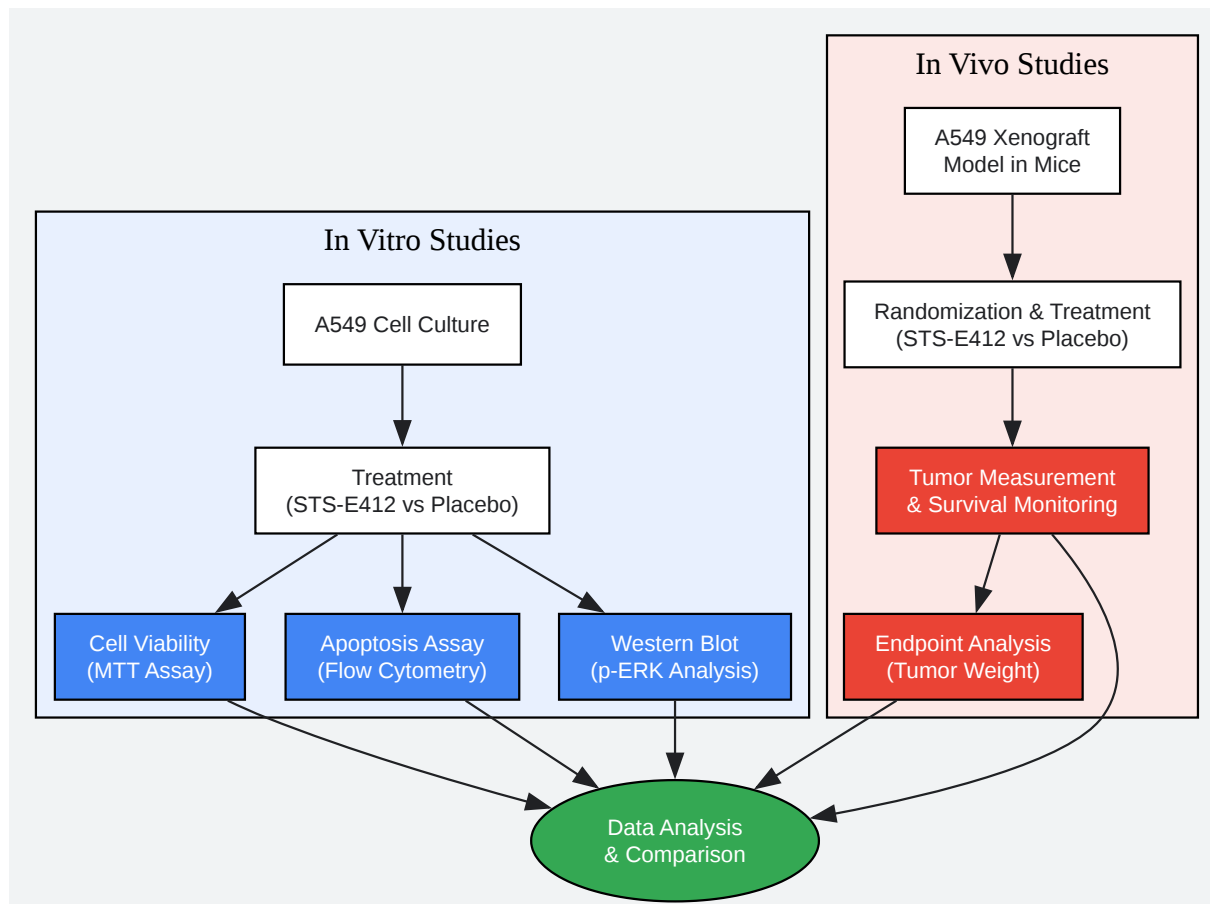 In Vivo Studies
A549 Xenograft
Model in Mice
Randomization & Treatment
(STS-E412 vs Placebo)
Tumor Measurement
& Survival Monitoring
Endpoint Analysis
(Tumor Weight)
In Vitro Studies
A549 Cell Culture
Treatment
(STS-E412 vs Placebo)
Cell Viability
(MTT Assay)
Apoptosis Assay
(Flow Cytometry)
Western Blot
(p-ERK Analysis)
Data Analysis
& Comparison